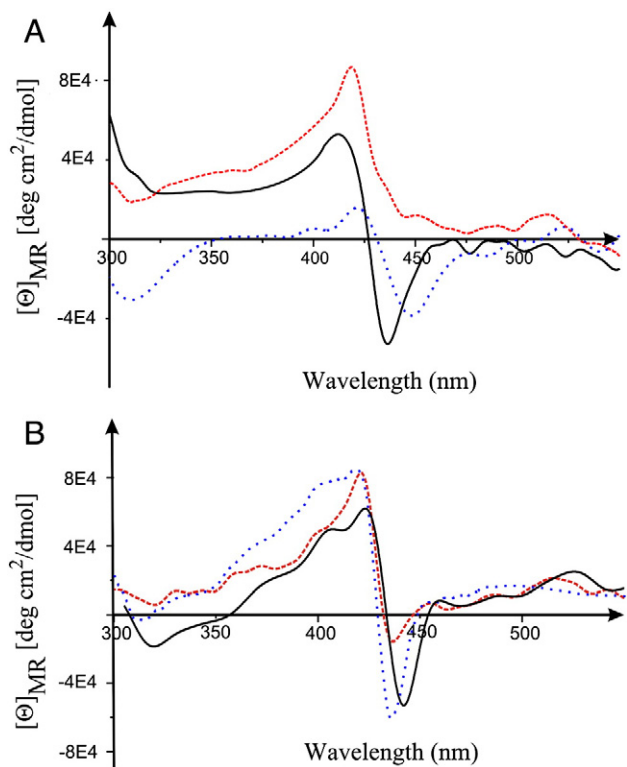 A
8E4
4E4
-4E4
[Θ]MR [deg cm²/dmol]
300
350
400
450
500
Wavelength (nm)
B
8E4
4E4
-4E4
-8E4
[Θ]MR [deg cm²/dmol]
300
350
400
450
500
Wavelength (nm)